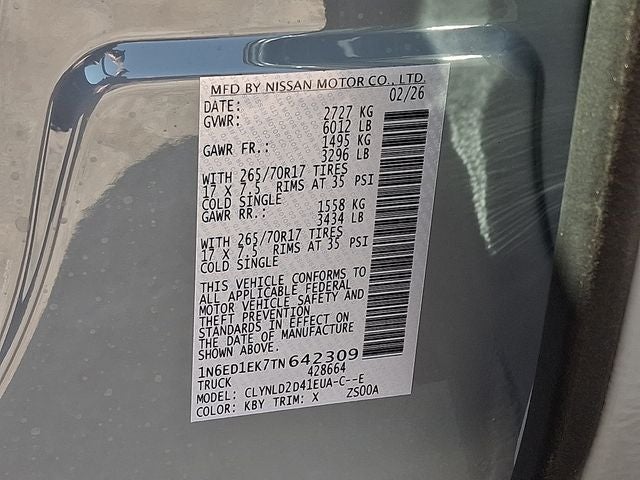 MFD BY NISSAN MOTOR CO., LTD.
DATE: 02/26
GVWR: 2727 KG
6012 LB
GAWR FR.: 1495 KG
3296 LB
WITH 265/70R17 TIRES
17 X 7.5 RIMS AT 35 PSI
COLD SINGLE
GAWR RR.: 1558 KG
3434 LB
WITH 265/70R17 TIRES
17 X 7.5 RIMS AT 35 PSI
COLD SINGLE
THIS VEHICLE CONFORMS TO
ALL APPLICABLE FEDERAL
MOTOR VEHICLE SAFETY AND
THEFT PREVENTION
STANDARDS IN EFFECT ON
THE DATE OF MANUFACTURE
SHOWN ABOVE.
1N6ED1EK7TN642309
TRUCK 428664
MODEL: CLYNLD2D41EUA-C--E
COLOR: KBY TRIM: X ZS00A